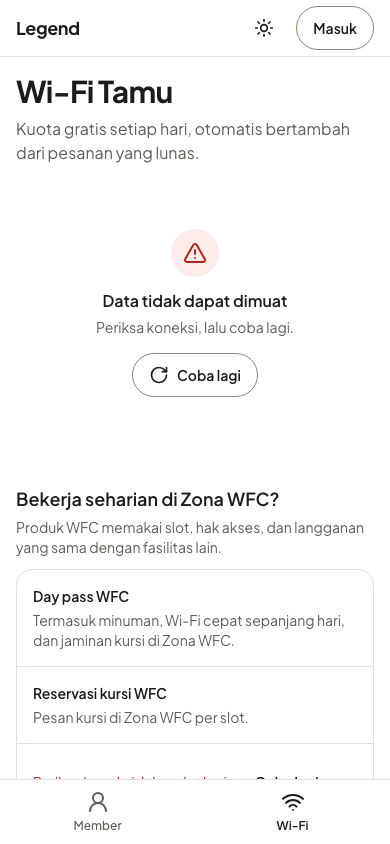 Legend
Masuk
Wi-Fi Tamu
Kuota gratis setiap hari, otomatis bertambah
dari pesanan yang lunas.
Data tidak dapat dimuat
Periksa koneksi, lalu coba lagi.
Coba lagi
Bekerja seharian di Zona WFC?
Produk WFC memakai slot, hak akses, dan langganan
yang sama dengan fasilitas lain.
Day pass WFC
Termasuk minuman, Wi-Fi cepat sepanjang hari,
dan jaminan kursi di Zona WFC.
Reservasi kursi WFC
Pesan kursi di Zona WFC per slot.
Member
Wi-Fi